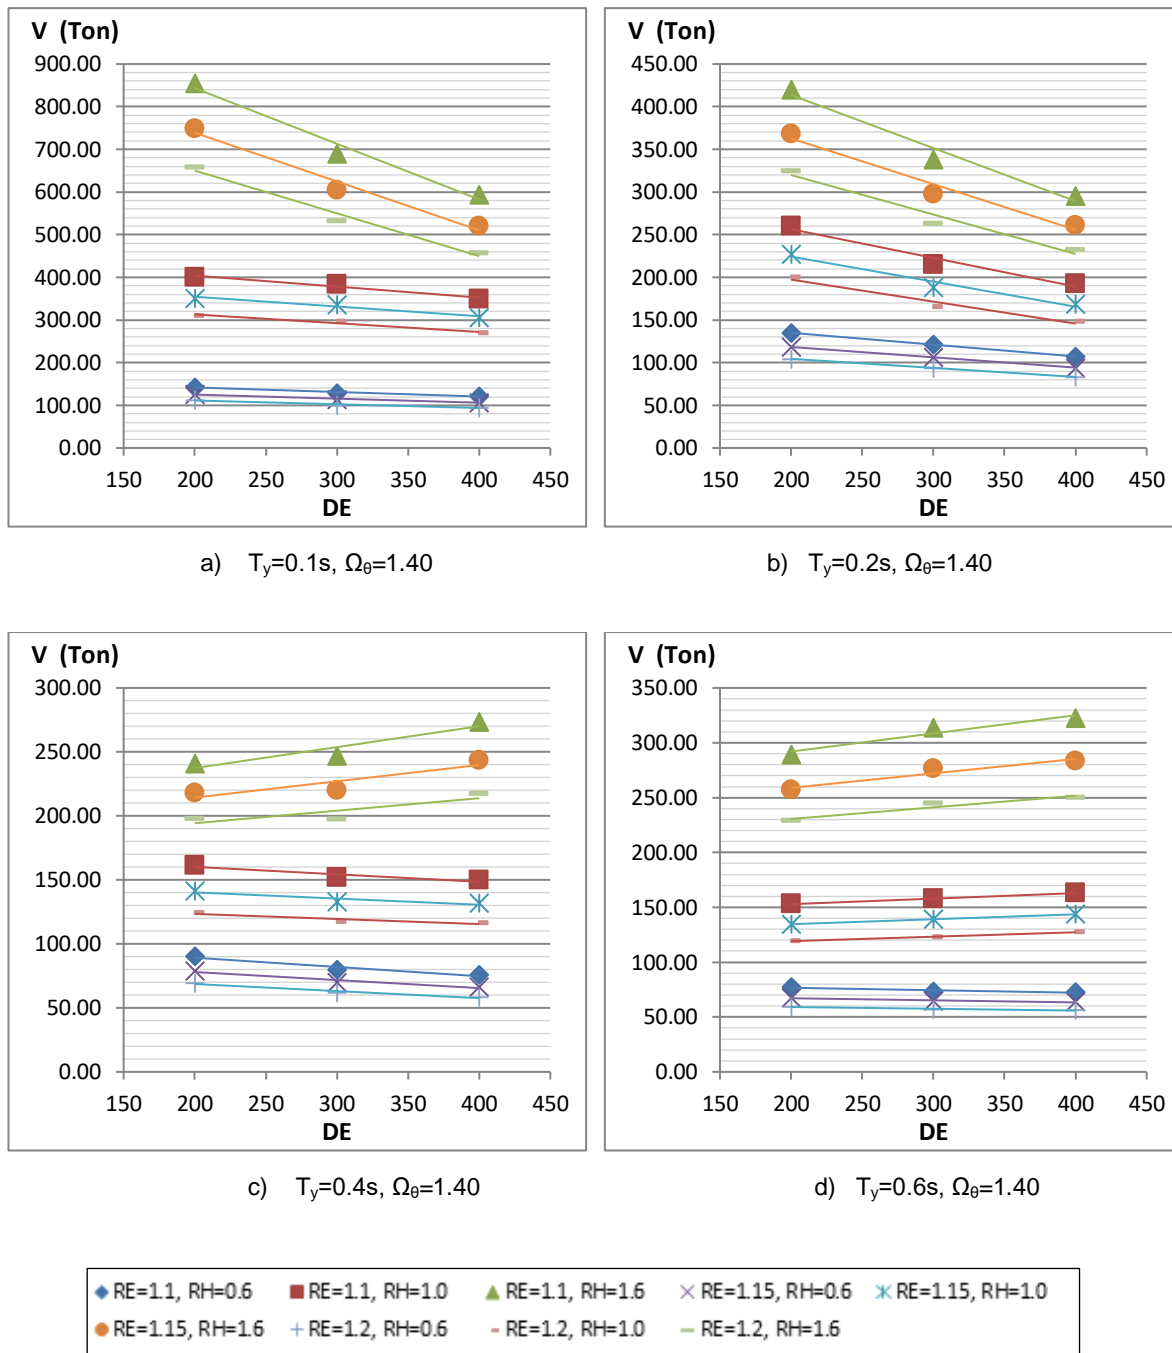 V (Ton)
900.00
800.00
700.00
600.00
500.00
400.00
300.00
200.00
100.00
0.00
150 200 250 300 350 400 450
DE
a) T_y=0.1s, Ω_θ=1.40
V (Ton)
450.00
400.00
350.00
300.00
250.00
200.00
150.00
100.00
50.00
0.00
150 200 250 300 350 400 450
DE
b) T_y=0.2s, Ω_θ=1.40
V (Ton)
300.00
250.00
200.00
150.00
100.00
50.00
0.00
150 200 250 300 350 400 450
DE
c) T_y=0.4s, Ω_θ=1.40
V (Ton)
350.00
300.00
250.00
200.00
150.00
100.00
50.00
0.00
150 200 250 300 350 400 450
DE
d) T_y=0.6s, Ω_θ=1.40
RE=1.1, RH=0.6 RE=1.1, RH=1.0 RE=1.1, RH=1.6 RE=1.15, RH=0.6 RE=1.15, RH=1.0
RE=1.15, RH=1.6 RE=1.2, RH=0.6 RE=1.2, RH=1.0 RE=1.2, RH=1.6